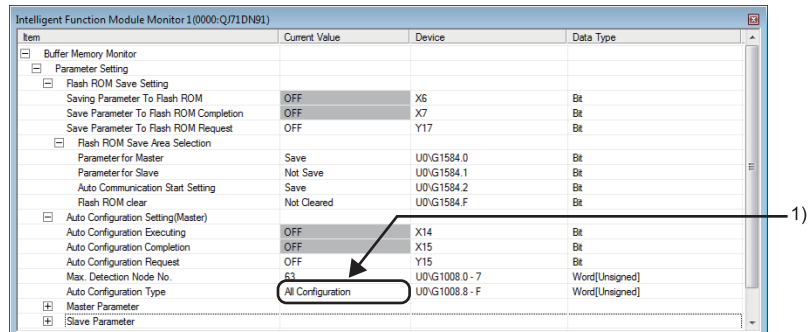 Intelligent Function Module Monitor 1(0000:QJ71DN91)
Item Current Value Device Data Type
Buffer Memory Monitor
Parameter Setting
Flash ROM Save Setting
Saving Parameter To Flash ROM OFF X6 Bit
Save Parameter To Flash ROM Completion OFF X7 Bit
Save Parameter To Flash ROM Request OFF Y17 Bit
Flash ROM Save Area Selection
Parameter for Master Save U0\G1584.0 Bit
Parameter for Slave Not Save U0\G1584.1 Bit
Auto Communication Start Setting Save U0\G1584.2 Bit
Flash ROM clear Not Cleared U0\G1584.F Bit
Auto Configuration Setting(Master)
1)
Auto Configuration Executing OFF X14 Bit
Auto Configuration Completion OFF X15 Bit
Auto Configuration Request OFF Y15 Bit
Max. Detection Node No. 63 U0\G1008.0 - 7 Word[Unsigned]
Auto Configuration Type All Configuration U0\G1008.8 - F Word[Unsigned]
Master Parameter
Slave Parameter